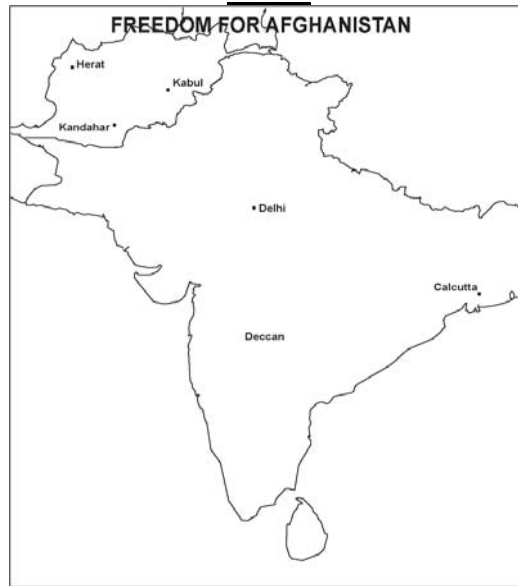 FREEDOM FOR AFGHANISTAN
Herat
Kabul
Kandahar
Delhi
Calcutta
Deccan